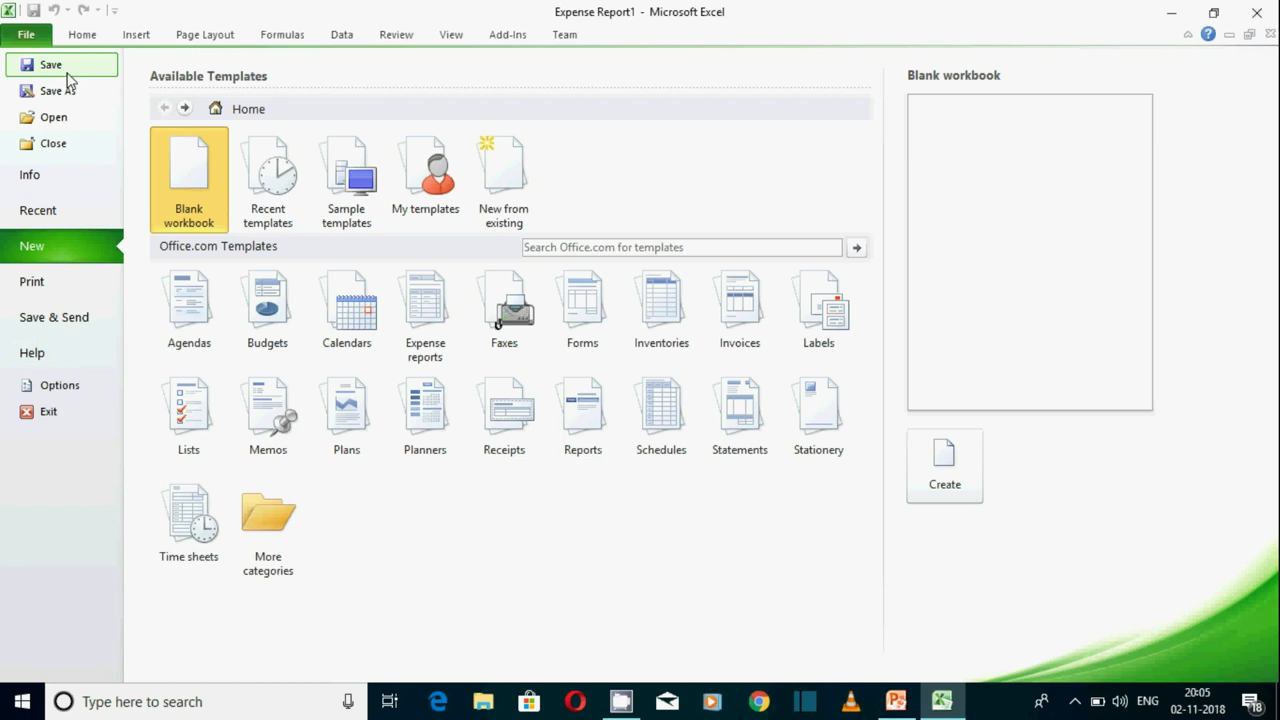 Expense Report1 - Microsoft Excel
File Home Insert Page Layout Formulas Data Review View Add-Ins Team
Save
Save As
Open
Close
Info
Recent
New
Print
Save & Send
Help
Options
Exit
Available Templates
Home
Blank workbook
Recent templates
Sample templates
My templates
New from existing
Office.com Templates
Search Office.com for templates
Agendas
Budgets
Calendars
Expense reports
Faxes
Forms
Inventories
Invoices
Labels
Lists
Memos
Plans
Planners
Receipts
Reports
Schedules
Statements
Stationery
Time sheets
More categories
Blank workbook
Create
Type here to search
ENG
20:05
02-11-2018
18